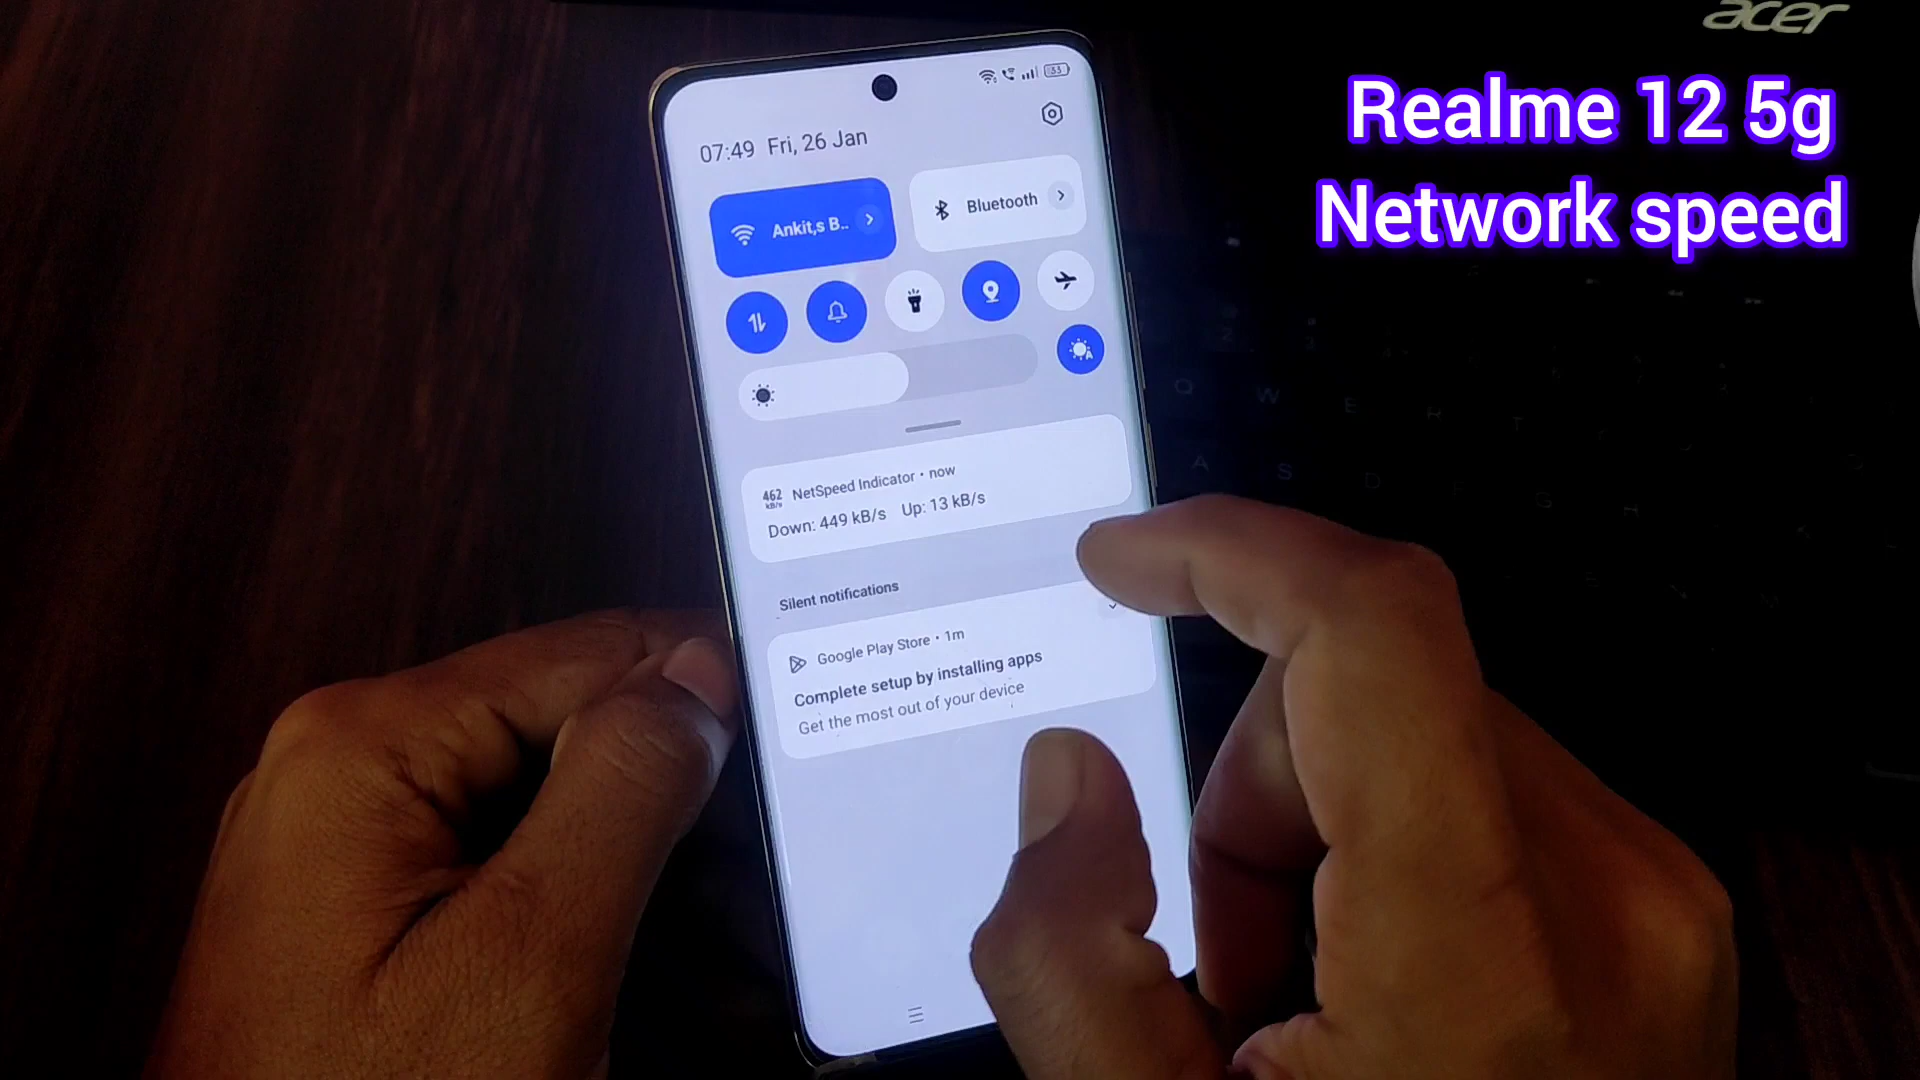 acer
Realme 12 5g
Network speed
53
07:49 Fri, 26 Jan
Ankit,s B..
Bluetooth
462
kB/s
NetSpeed Indicator • now
Down: 449 kB/s Up: 13 kB/s
Silent notifications
Google Play Store • 1m
Complete setup by installing apps
Get the most out of your device
Q W E R
A S D F G H